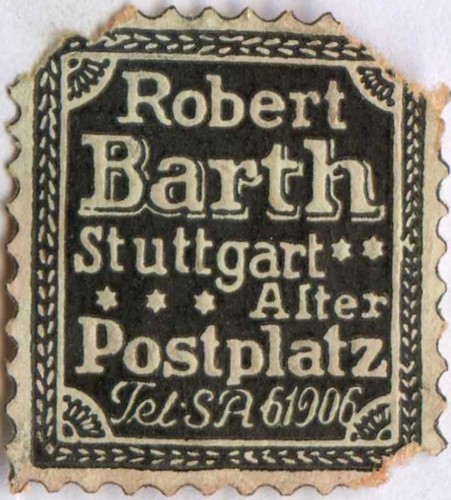 Robert
Barth
Stuttgart
Alter
Postplatz
Tel: SA 61906